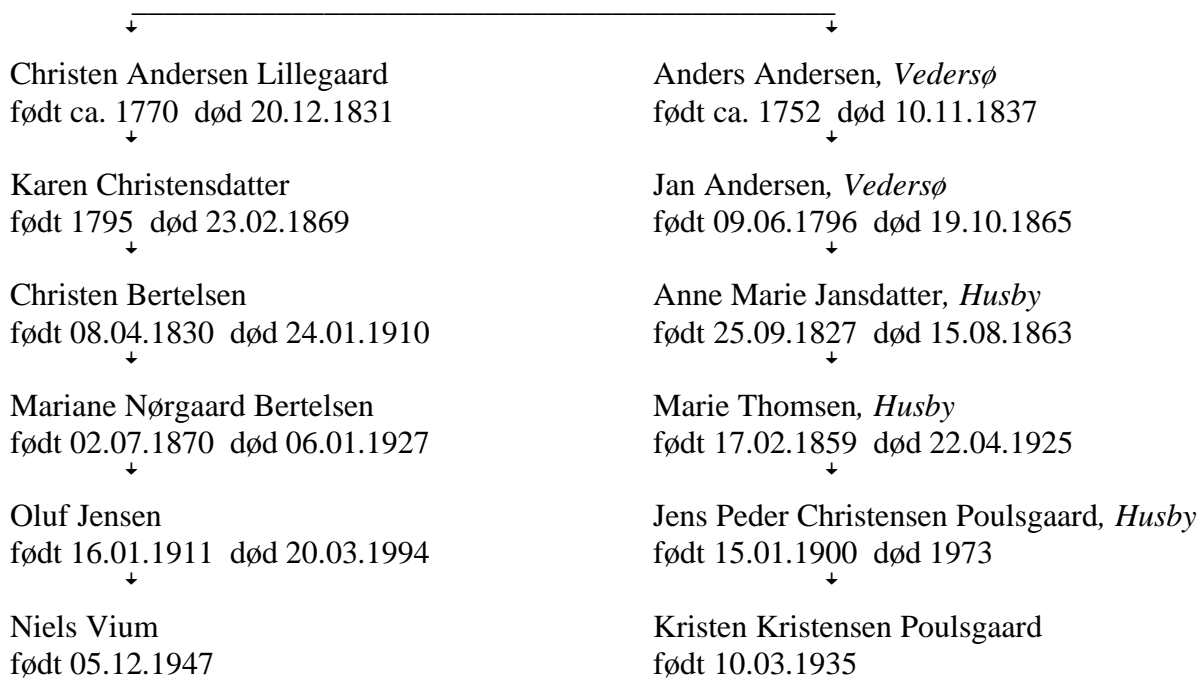 Christen Andersen Lillegaard
født ca. 1770 død 20.12.1831
Karen Christensdatter
født 1795 død 23.02.1869
Christen Bertelsen
født 08.04.1830 død 24.01.1910
Mariane Nørgaard Bertelsen
født 02.07.1870 død 06.01.1927
Oluf Jensen
født 16.01.1911 død 20.03.1994
Niels Vium
født 05.12.1947
Anders Andersen, Vedersø
født ca. 1752 død 10.11.1837
Jan Andersen, Vedersø
født 09.06.1796 død 19.10.1865
Anne Marie Jansdatter, Husby
født 25.09.1827 død 15.08.1863
Marie Thomsen, Husby
født 17.02.1859 død 22.04.1925
Jens Peder Christensen Poulsgaard, Husby
født 15.01.1900 død 1973
Kristen Kristensen Poulsgaard
født 10.03.1935